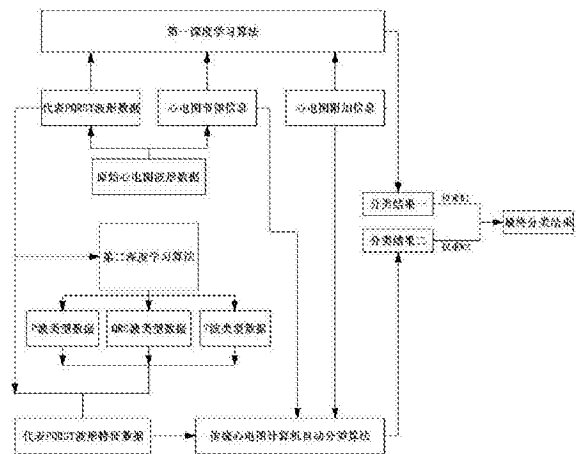 第一深度学习算法
代表PQRST波形数据
心电图节律信息
心电图附加信息
原始心电图波形数据
分类结果一
分类结果二
最终分类结果
第二深度学习算法
P波类型数据
QRS波类型数据
T波类型数据
代表PQRST波形特征数据
传统心电图计算机自动分类算法